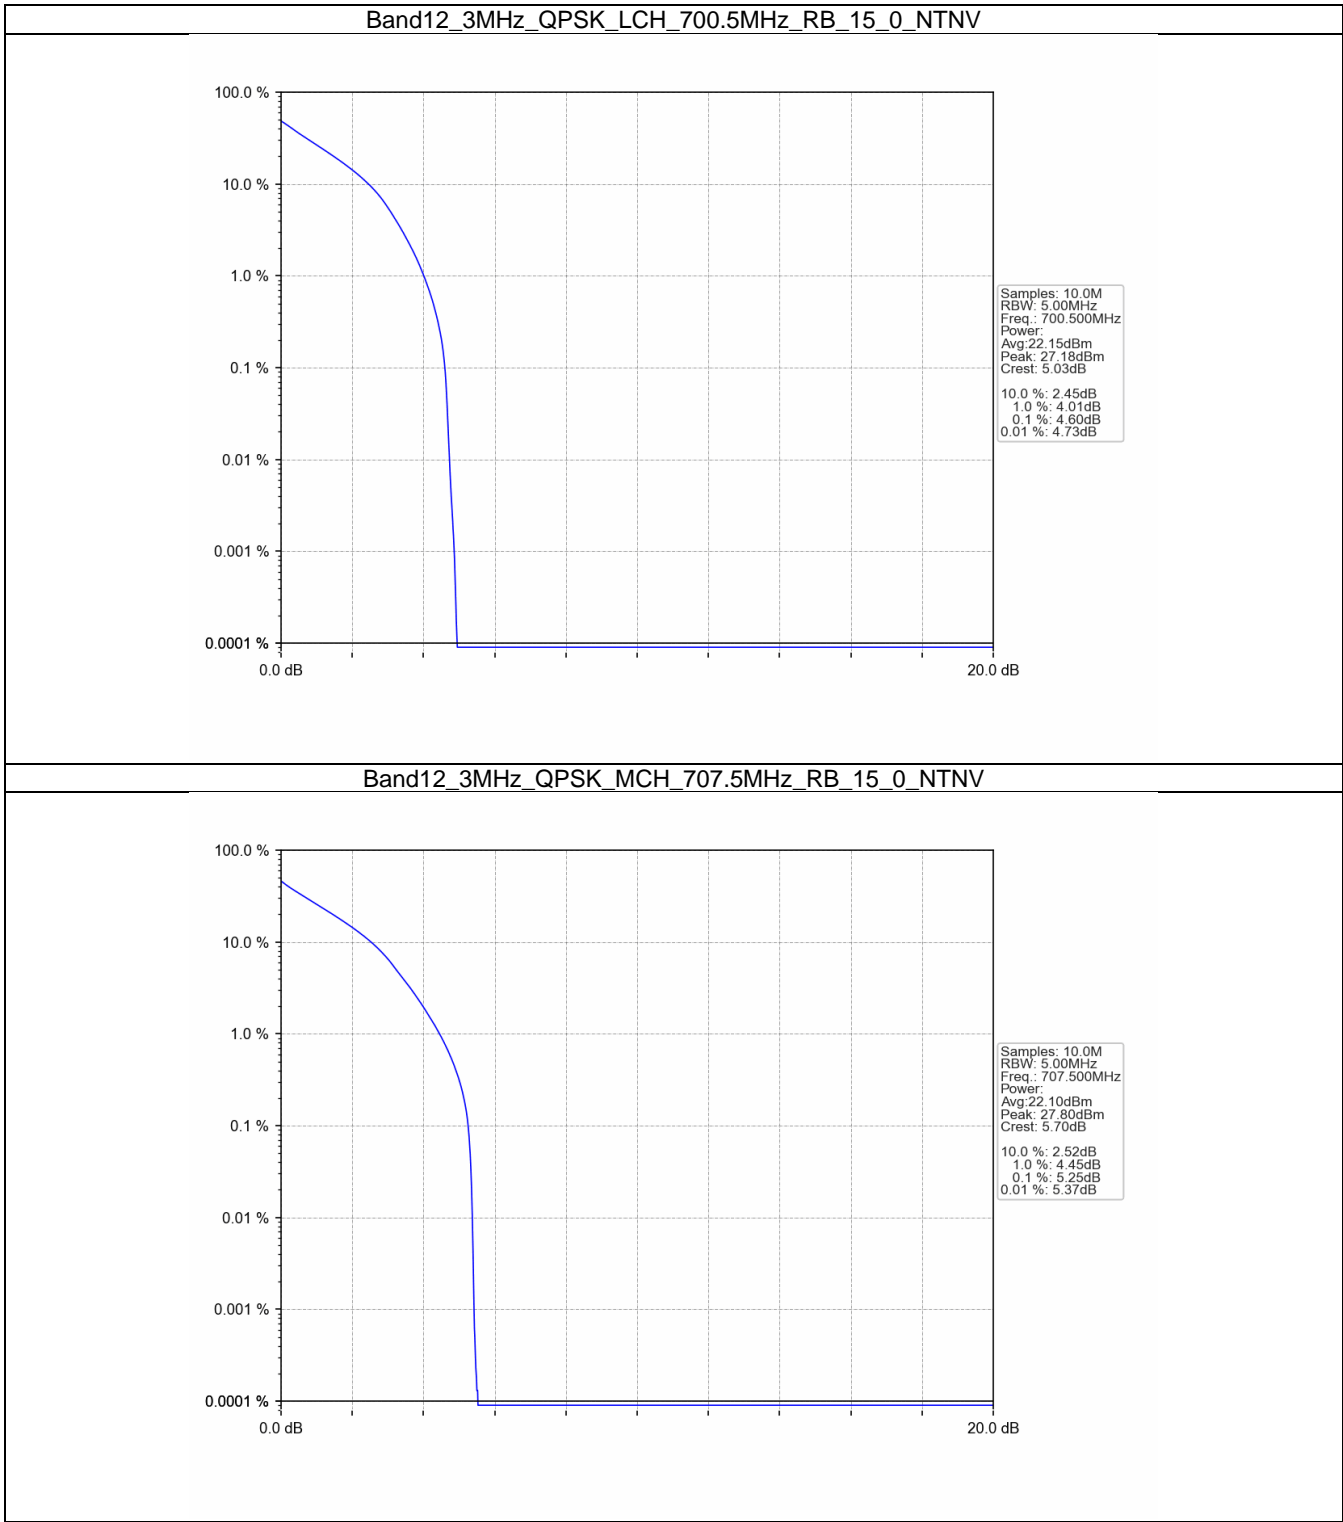 Band12_3MHz_QPSK_LCH_700.5MHz_RB_15_0_NTNV
100.0 %
10.0 %
1.0 %
0.1 %
0.01 %
0.001 %
0.0001 %
0.0 dB
20.0 dB
Samples: 10.0M
RBW: 5.00MHz
Freq.: 700.500MHz
Power:
Avg:22.15dBm
Peak: 27.18dBm
Crest: 5.03dB
10.0 %: 2.45dB
1.0 %: 4.01dB
0.1 %: 4.60dB
0.01 %: 4.73dB
Band12_3MHz_QPSK_MCH_707.5MHz_RB_15_0_NTNV
100.0 %
10.0 %
1.0 %
0.1 %
0.01 %
0.001 %
0.0001 %
0.0 dB
20.0 dB
Samples: 10.0M
RBW: 5.00MHz
Freq.: 707.500MHz
Power:
Avg:22.10dBm
Peak: 27.80dBm
Crest: 5.70dB
10.0 %: 2.52dB
1.0 %: 4.45dB
0.1 %: 5.25dB
0.01 %: 5.37dB